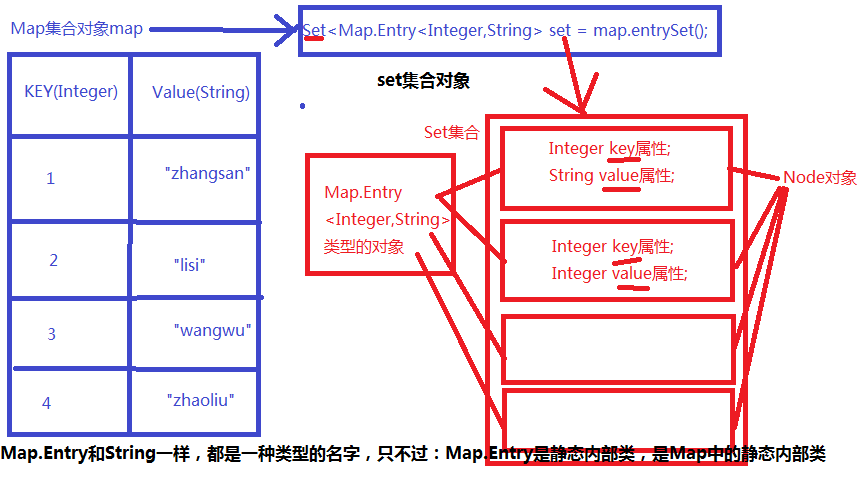 Map集合对象map
Set<Map.Entry<Integer,String> set = map.entrySet();
set集合对象
KEY(Integer)
Value(String)
1
"zhangsan"
2
"lisi"
3
"wangwu"
4
"zhaoliu"
Set集合
Map.Entry
<Integer,String>
类型的对象
Integer key属性;
String value属性;
Integer key属性;
Integer value属性;
Node对象
Map.Entry和String一样，都是一种类型的名字，只不过：Map.Entry是静态内部类，是Map中的静态内部类